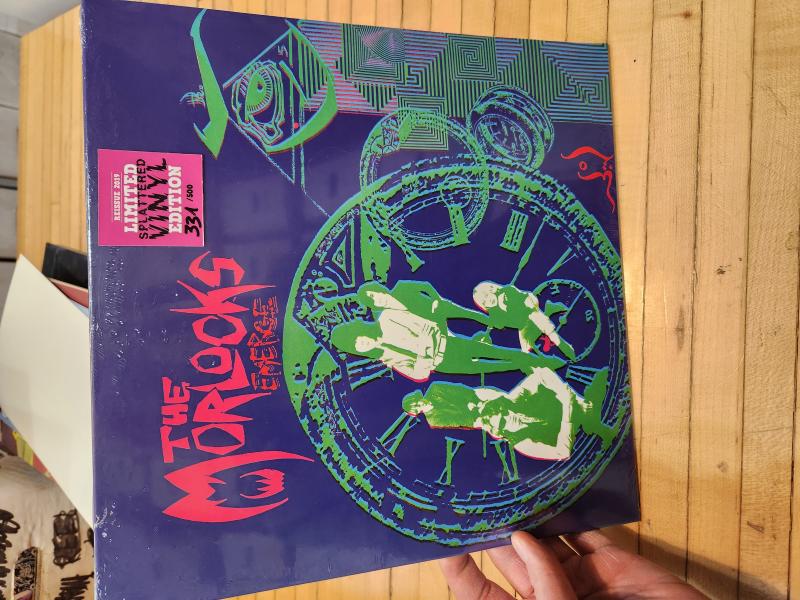 THE
MORLOCKS
EMERGE
REISSUE 2019
LIMITED
SPLATTERED
VINYL
EDITION
331 /500